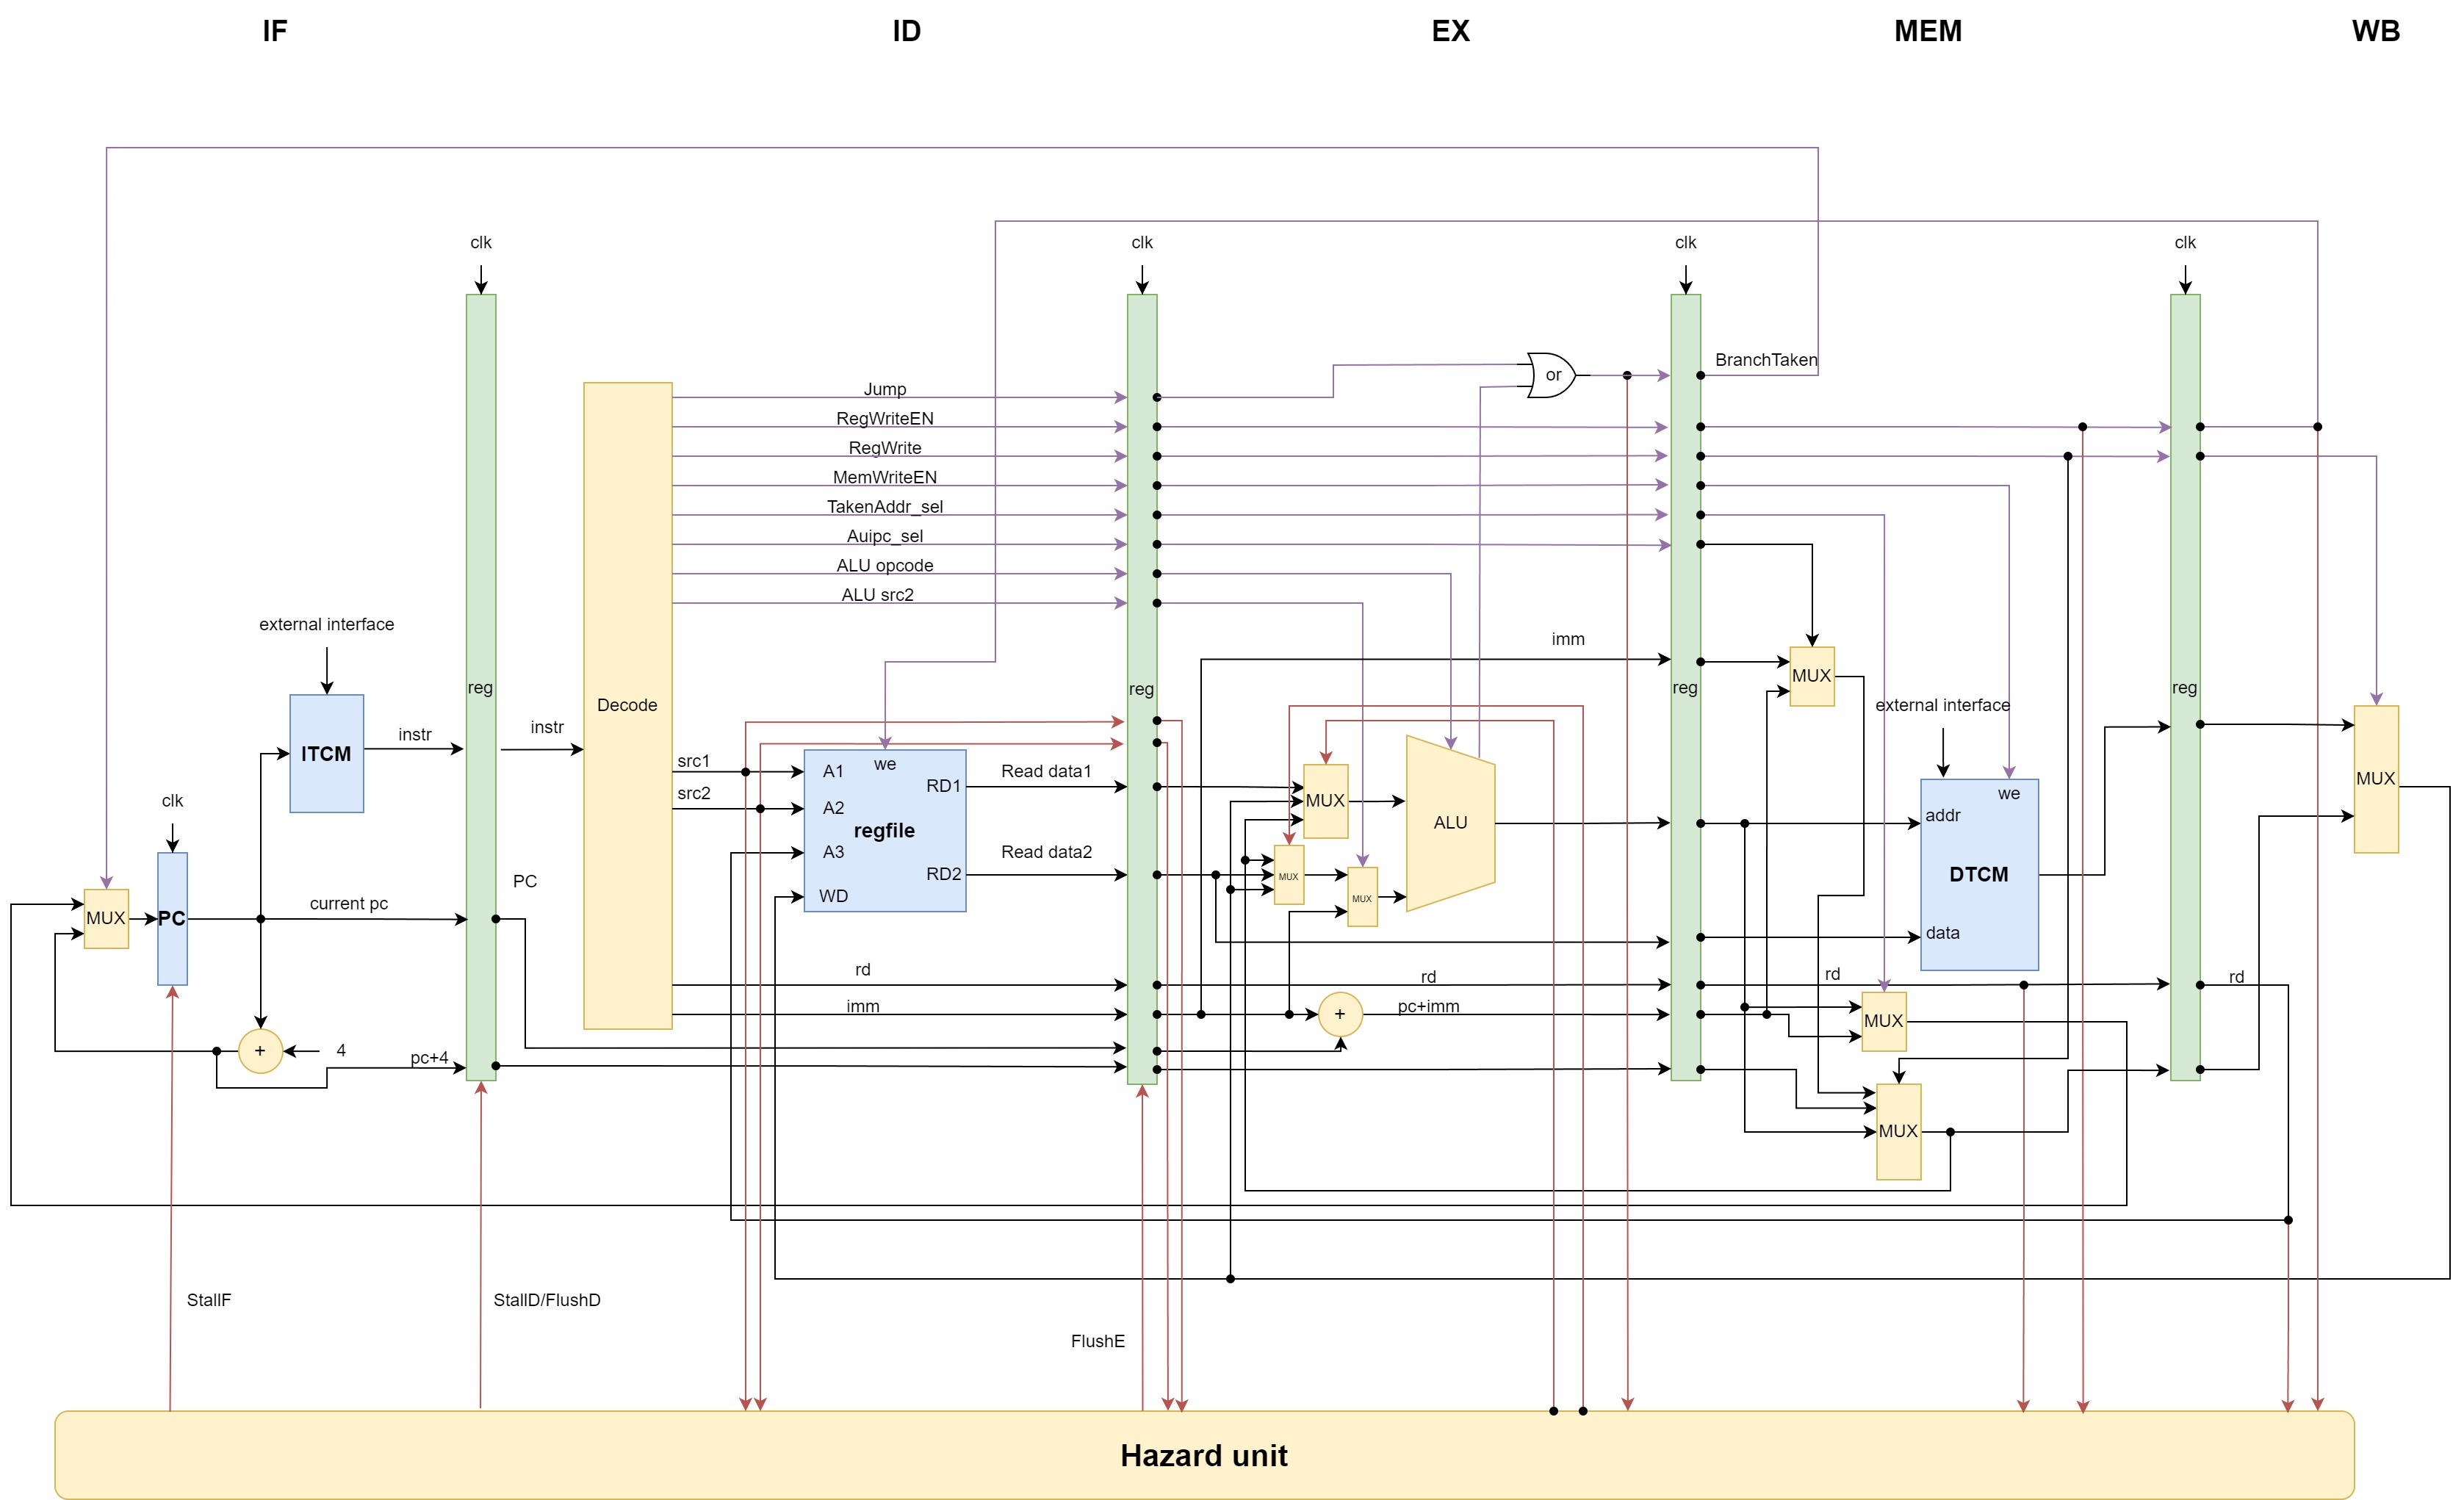 IF
ID
EX
MEM
WB
clk
clk
clk
clk
BranchTaken
or
Jump
RegWriteEN
RegWrite
MemWriteEN
TakenAddr_sel
Auipc_sel
ALU opcode
ALU src2
external interface
imm
reg
reg
reg
reg
MUX
Decode
external interface
instr
instr
ITCM
src1
A1
we
RD1
Read data1
MUX
ALU
we
addr
MUX
clk
src2
A2
regfile
A3
RD2
Read data2
MUX
MUX
DTCM
WD
PC
current pc
MUX
PC
data
rd
rd
rd
rd
imm
+
pc+imm
MUX
+
4
pc+4
MUX
StallF
StallD/FlushD
FlushE
Hazard unit